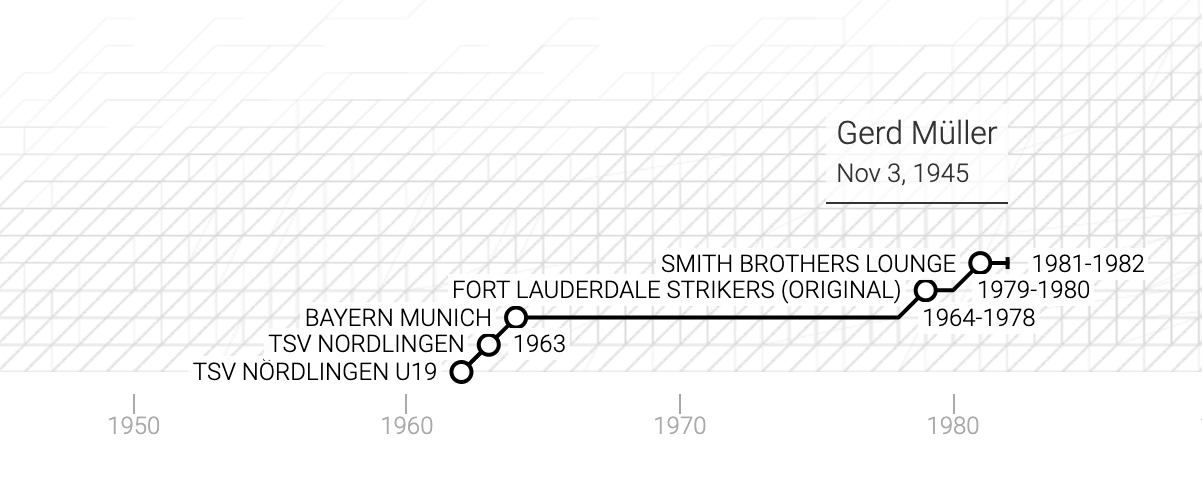 Gerd Müller
Nov 3, 1945
SMITH BROTHERS LOUNGE 1981-1982
FORT LAUDERDALE STRIKERS (ORIGINAL) 1979-1980
BAYERN MUNICH 1964-1978
TSV NORDLINGEN 1963
TSV NÖRDLINGEN U19
1950 1960 1970 1980